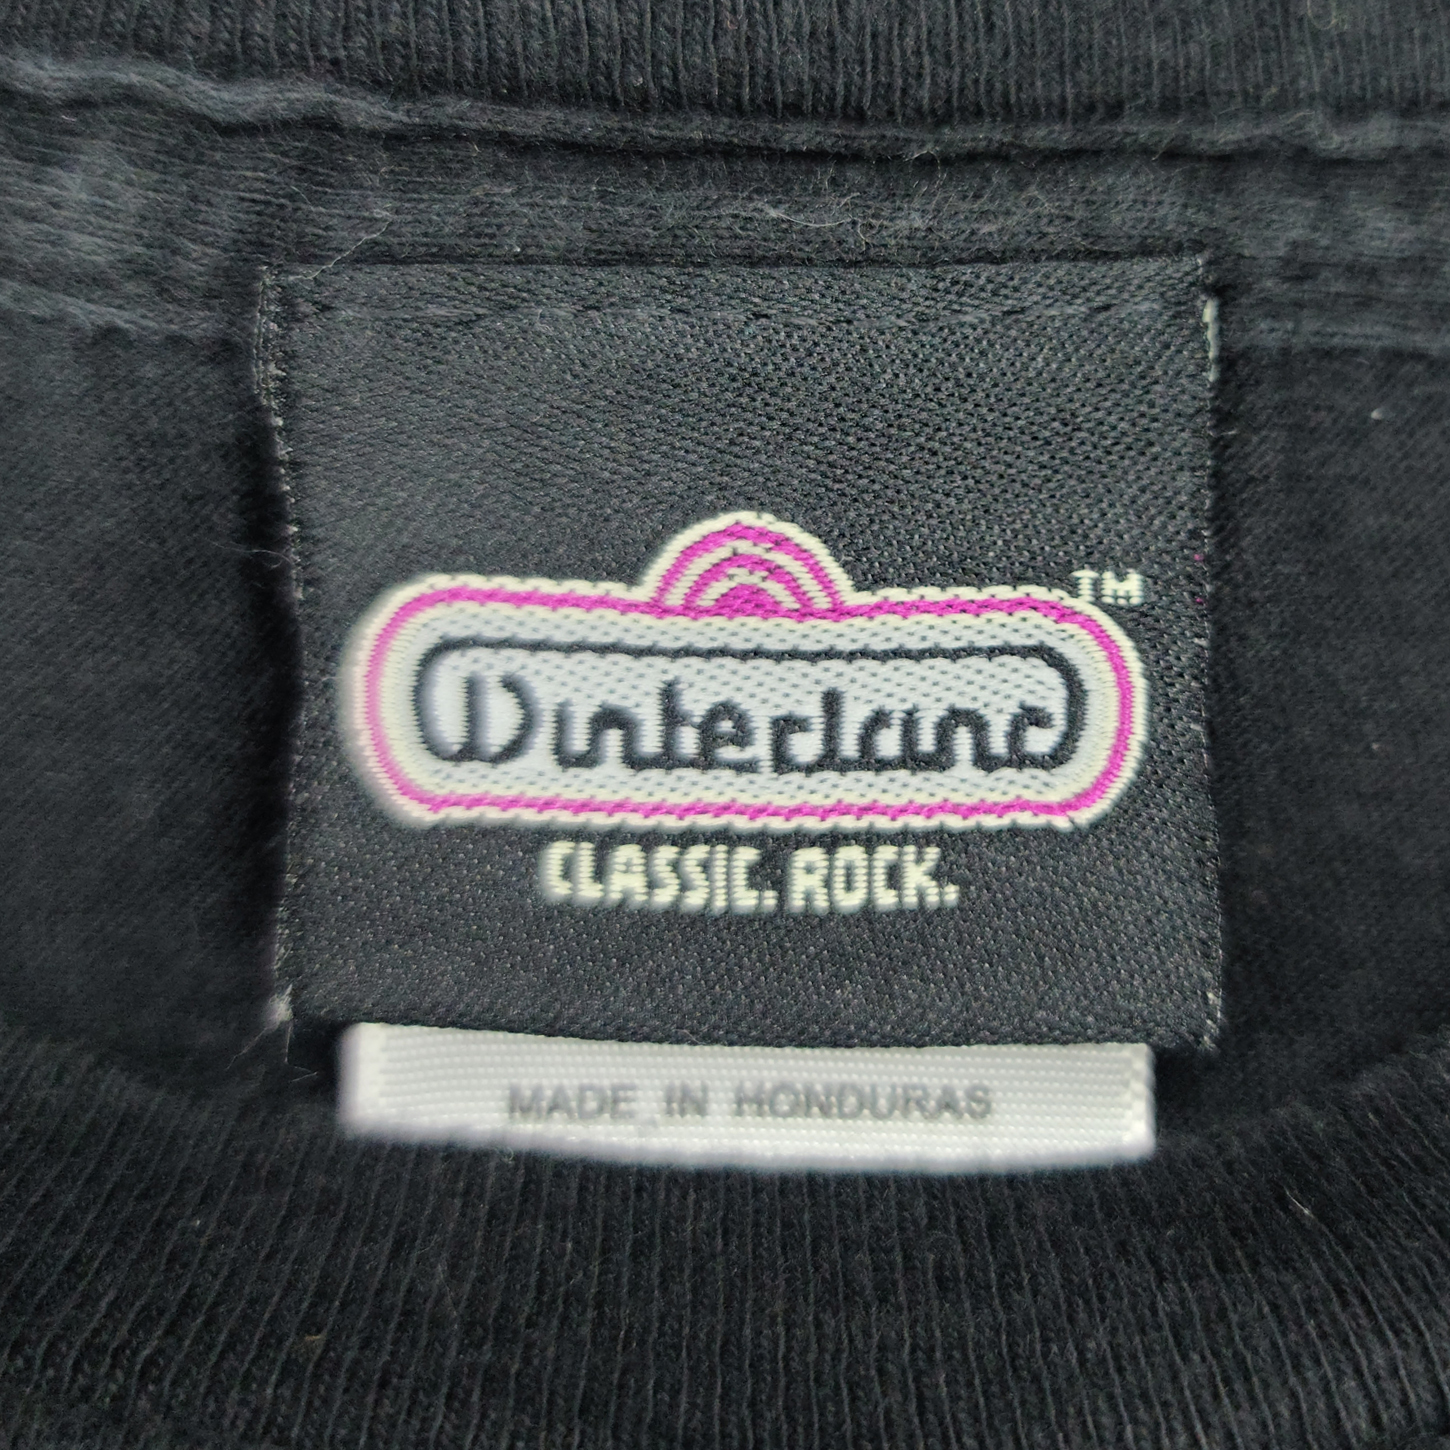 Winterland
TM
CLASSIC. ROCK.
MADE IN HONDURAS